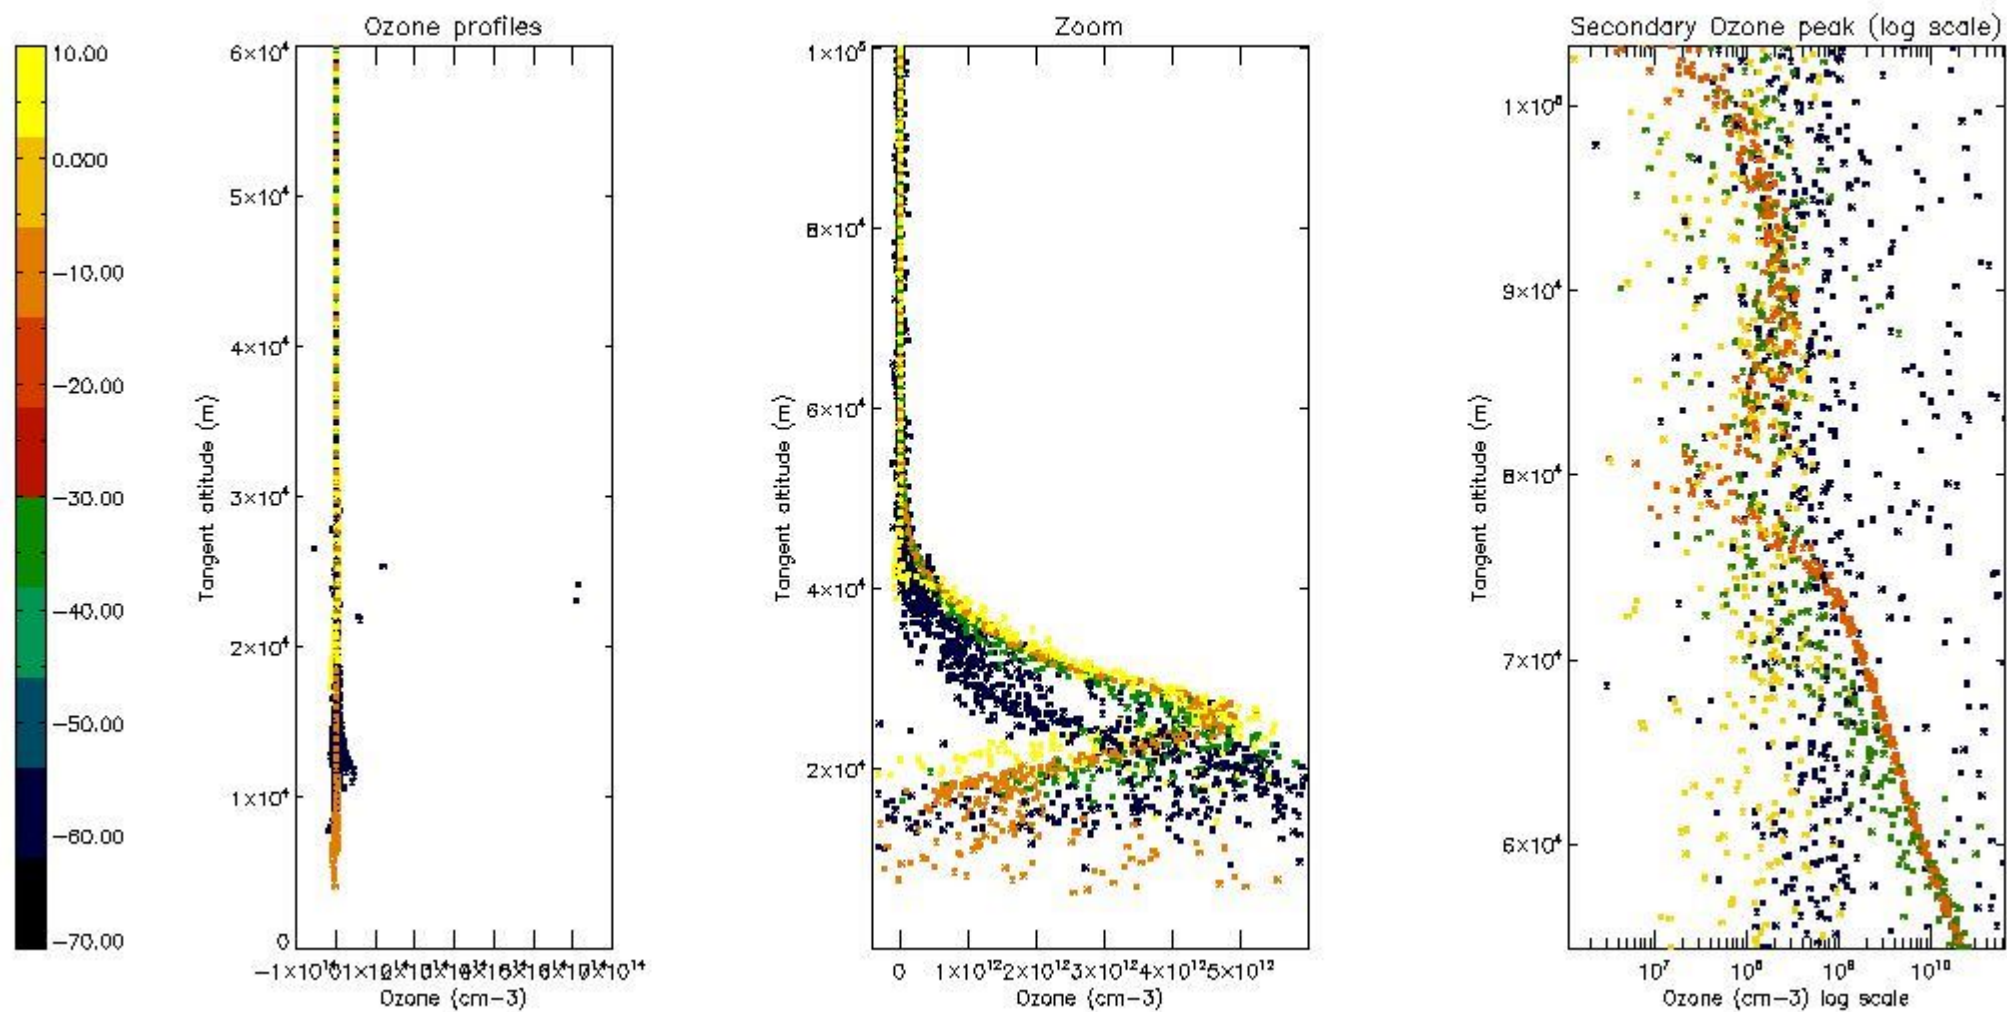 Ozone profiles
Zoom
Secondary Ozone peak (log scale)
10.00
0.00
-10.00
-20.00
-30.00
-40.00
-50.00
-60.00
-70.00
6×10⁴
5×10⁴
4×10⁴
3×10⁴
2×10⁴
1×10⁴
0
Tangent altitude (m)
Ozone (cm-3)
1×10⁵
8×10⁴
6×10⁴
4×10⁴
2×10⁴
Tangent altitude (m)
0 1×10¹² 2×10¹² 3×10¹² 4×10¹² 5×10¹²
Ozone (cm-3)
1×10⁵
9×10⁴
8×10⁴
7×10⁴
6×10⁴
Tangent altitude (m)
10⁷ 10⁸ 10⁹ 10¹⁰
Ozone (cm-3) log scale